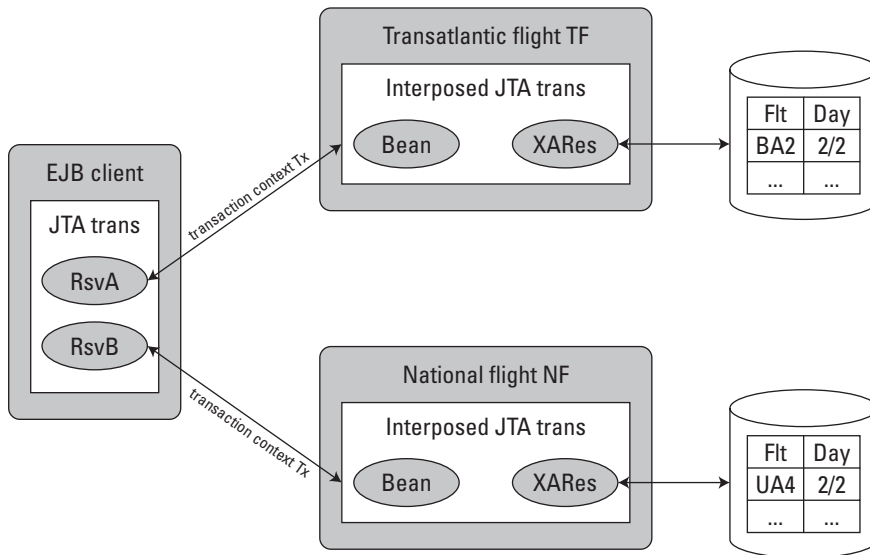 Transatlantic flight TF
Interposed JTA trans
Bean
XARes
Flt Day
BA2 2/2
... ...
EJB client
JTA trans
RsvA
RsvB
transaction context Tx
transaction context Tx
National flight NF
Interposed JTA trans
Bean
XARes
Flt Day
UA4 2/2
... ...